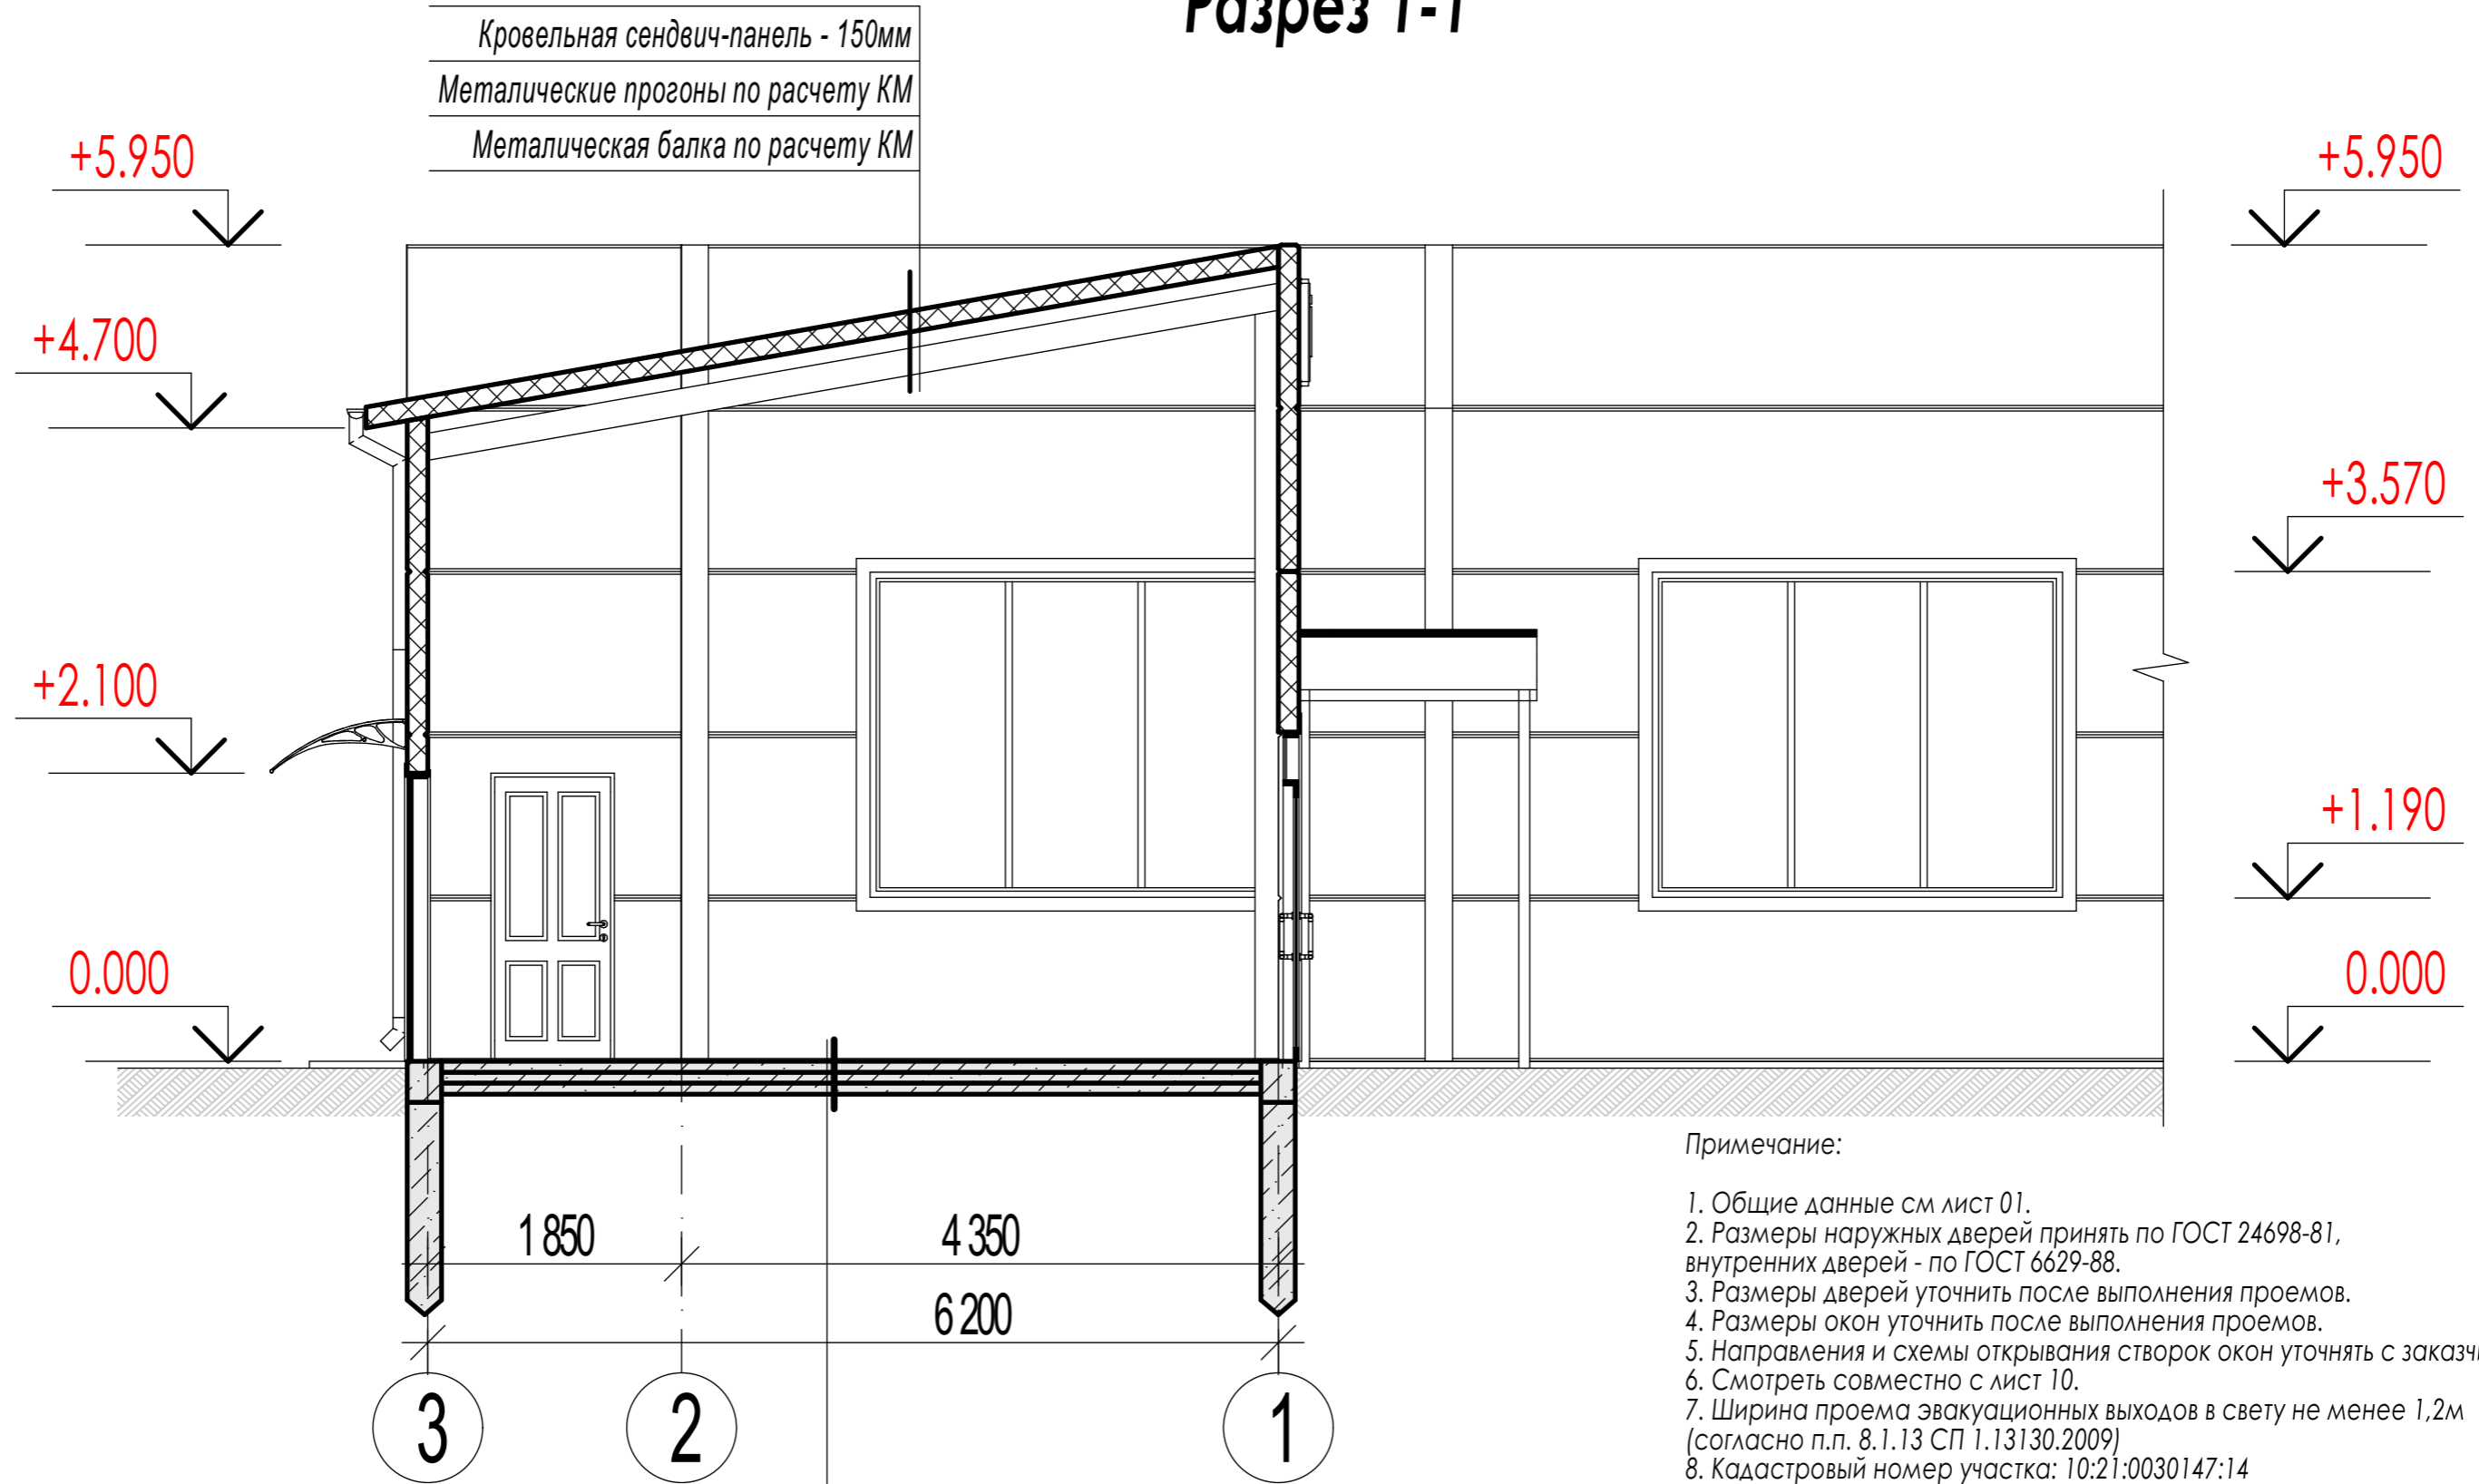 Разрез 1-1
Кровельная сендвич-панель - 150мм
Металические прогоны по расчету КМ
Металическая балка по расчету КМ
+5.950
+5.950
+4.700
+3.570
+2.100
+1.190
0.000
0.000
1 850
4 350
6 200
3
2
1
Примечание:
1. Общие данные см лист 01.
2. Размеры наружных дверей принять по ГОСТ 24698-81,
внутренних дверей - по ГОСТ 6629-88.
3. Размеры дверей уточнить после выполнения проемов.
4. Размеры окон уточнить после выполнения проемов.
5. Направления и схемы открывания створок окон уточнять с
6. Смотреть совместно с лист 10.
7. Ширина проема эвакуационных выходов в свету не менее 1,2м
(согласно п.п. 8.1.13 СП 1.13130.2009)
8. Кадастровый номер участка: 10:21:0030147:14